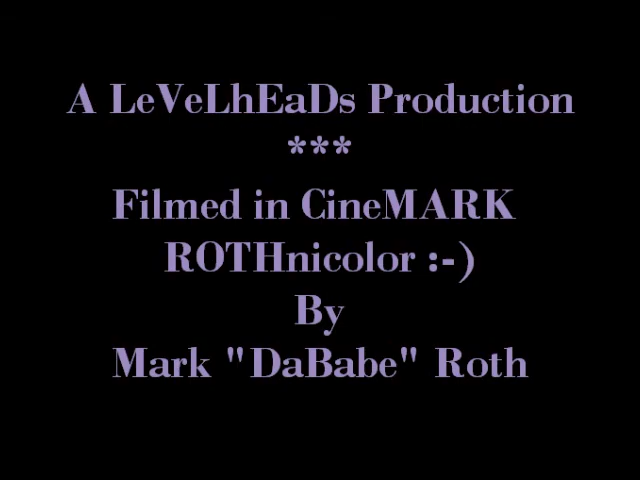 A LeVeLhEaDs Production
***
Filmed in CineMARK
ROTHnicolor :-)
By
Mark "DaBabe" Roth